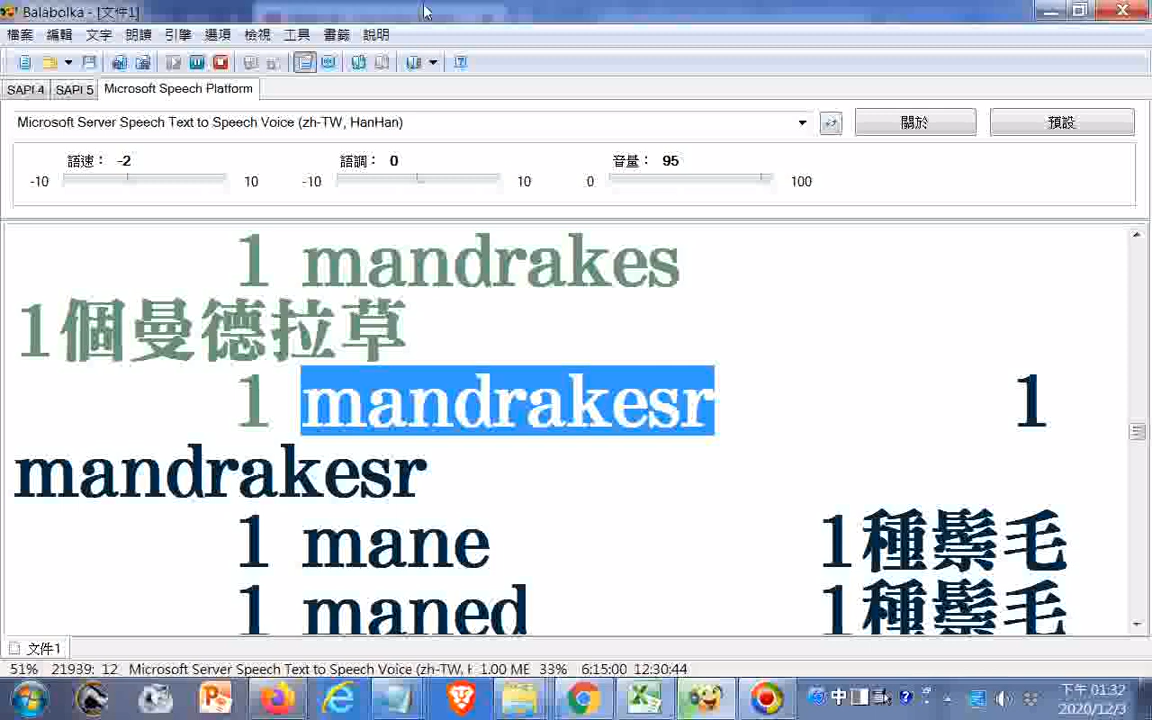 Balabolka - [文件1]
檔案 編輯 文字 朗讀 引擎 選項 檢視 工具 書籤 說明
SAPI 4 SAPI 5 Microsoft Speech Platform
Microsoft Server Speech Text to Speech Voice (zh-TW, HanHan) 關於 預設
語速： -2 語調： 0 音量： 95
-10 10 -10 10 0 100
1 mandrakes
1個曼德拉草
1 mandrakesr 1
mandrakesr
1 mane 1種鬃毛
1 maned 1種鬃毛
文件1
51% 21939: 12 Microsoft Server Speech Text to Speech Voice (zh-TW, H 1.00 ME 33% 6:15:00 12:30:44
中 下午 01:32
2020/12/3